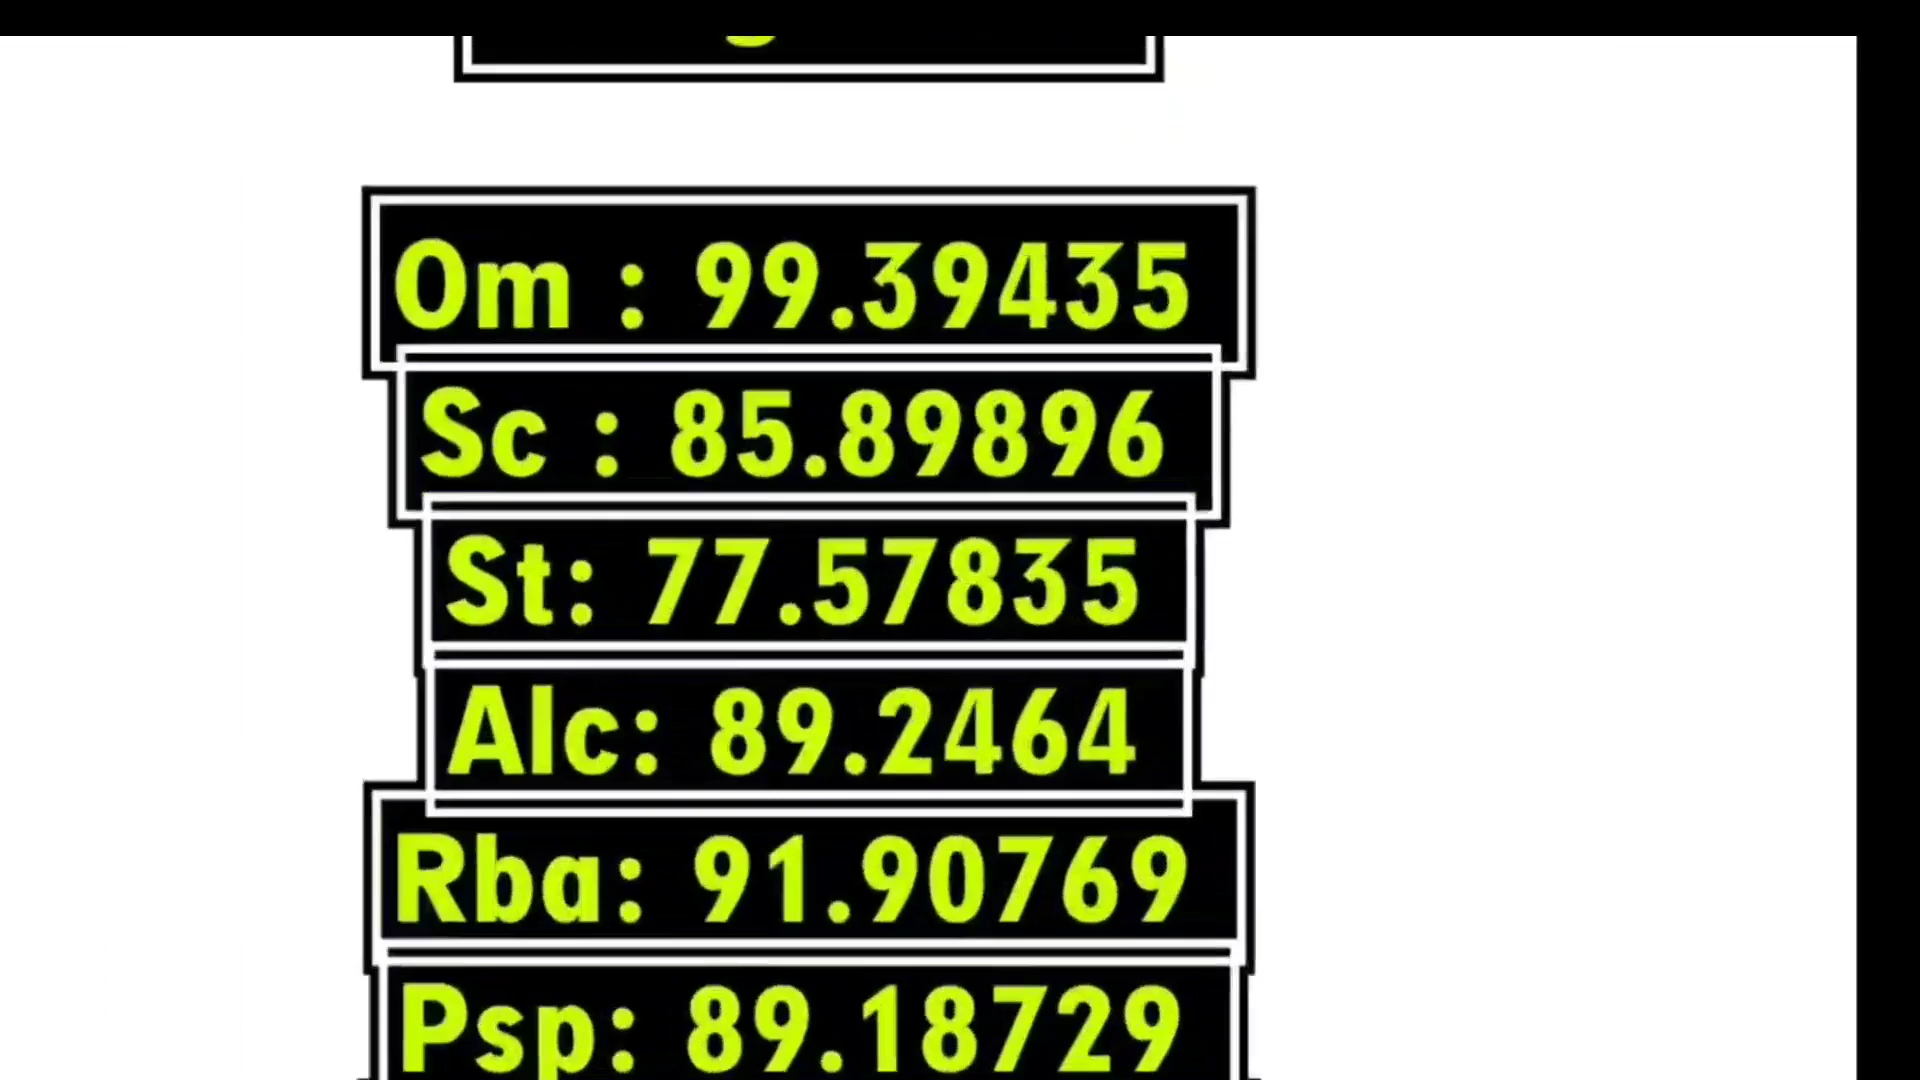 Om : 99.39435
Sc : 85.89896
St: 77.57835
Alc: 89.2464
Rba: 91.90769
Psp: 89.18729